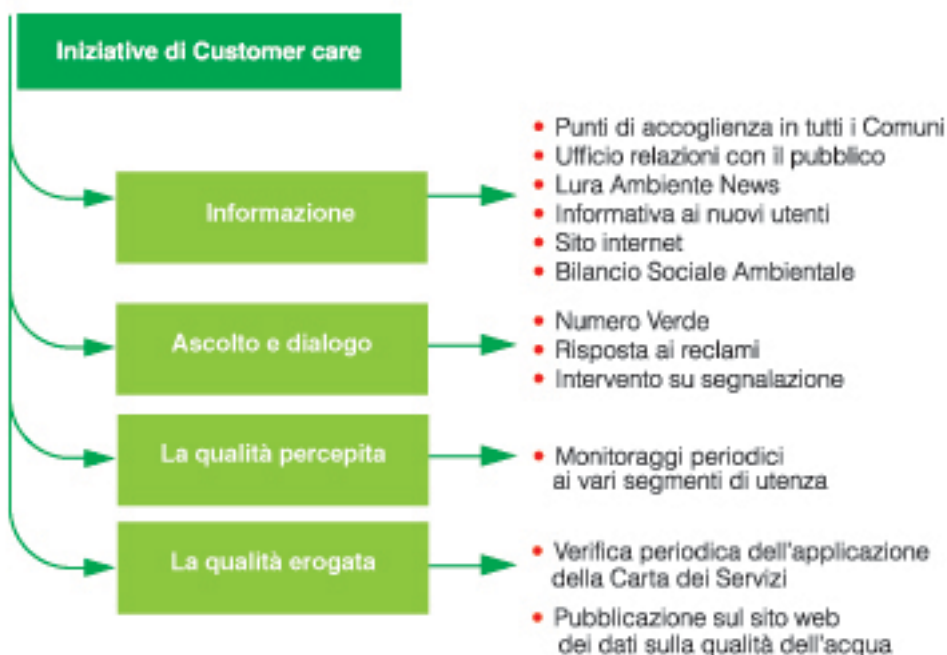 Iniziative di Customer care
Informazione
• Punti di accoglienza in tutti i Comuni
• Ufficio relazioni con il pubblico
• Lura Ambiente News
• Informativa ai nuovi utenti
• Sito internet
• Bilancio Sociale Ambientale
Ascolto e dialogo
• Numero Verde
• Risposta ai reclami
• Intervento su segnalazione
La qualità percepita
• Monitoraggi periodici
ai vari segmenti di utenza
La qualità erogata
• Verifica periodica dell'applicazione
della Carta dei Servizi
• Pubblicazione sul sito web
dei dati sulla qualità dell'acqua